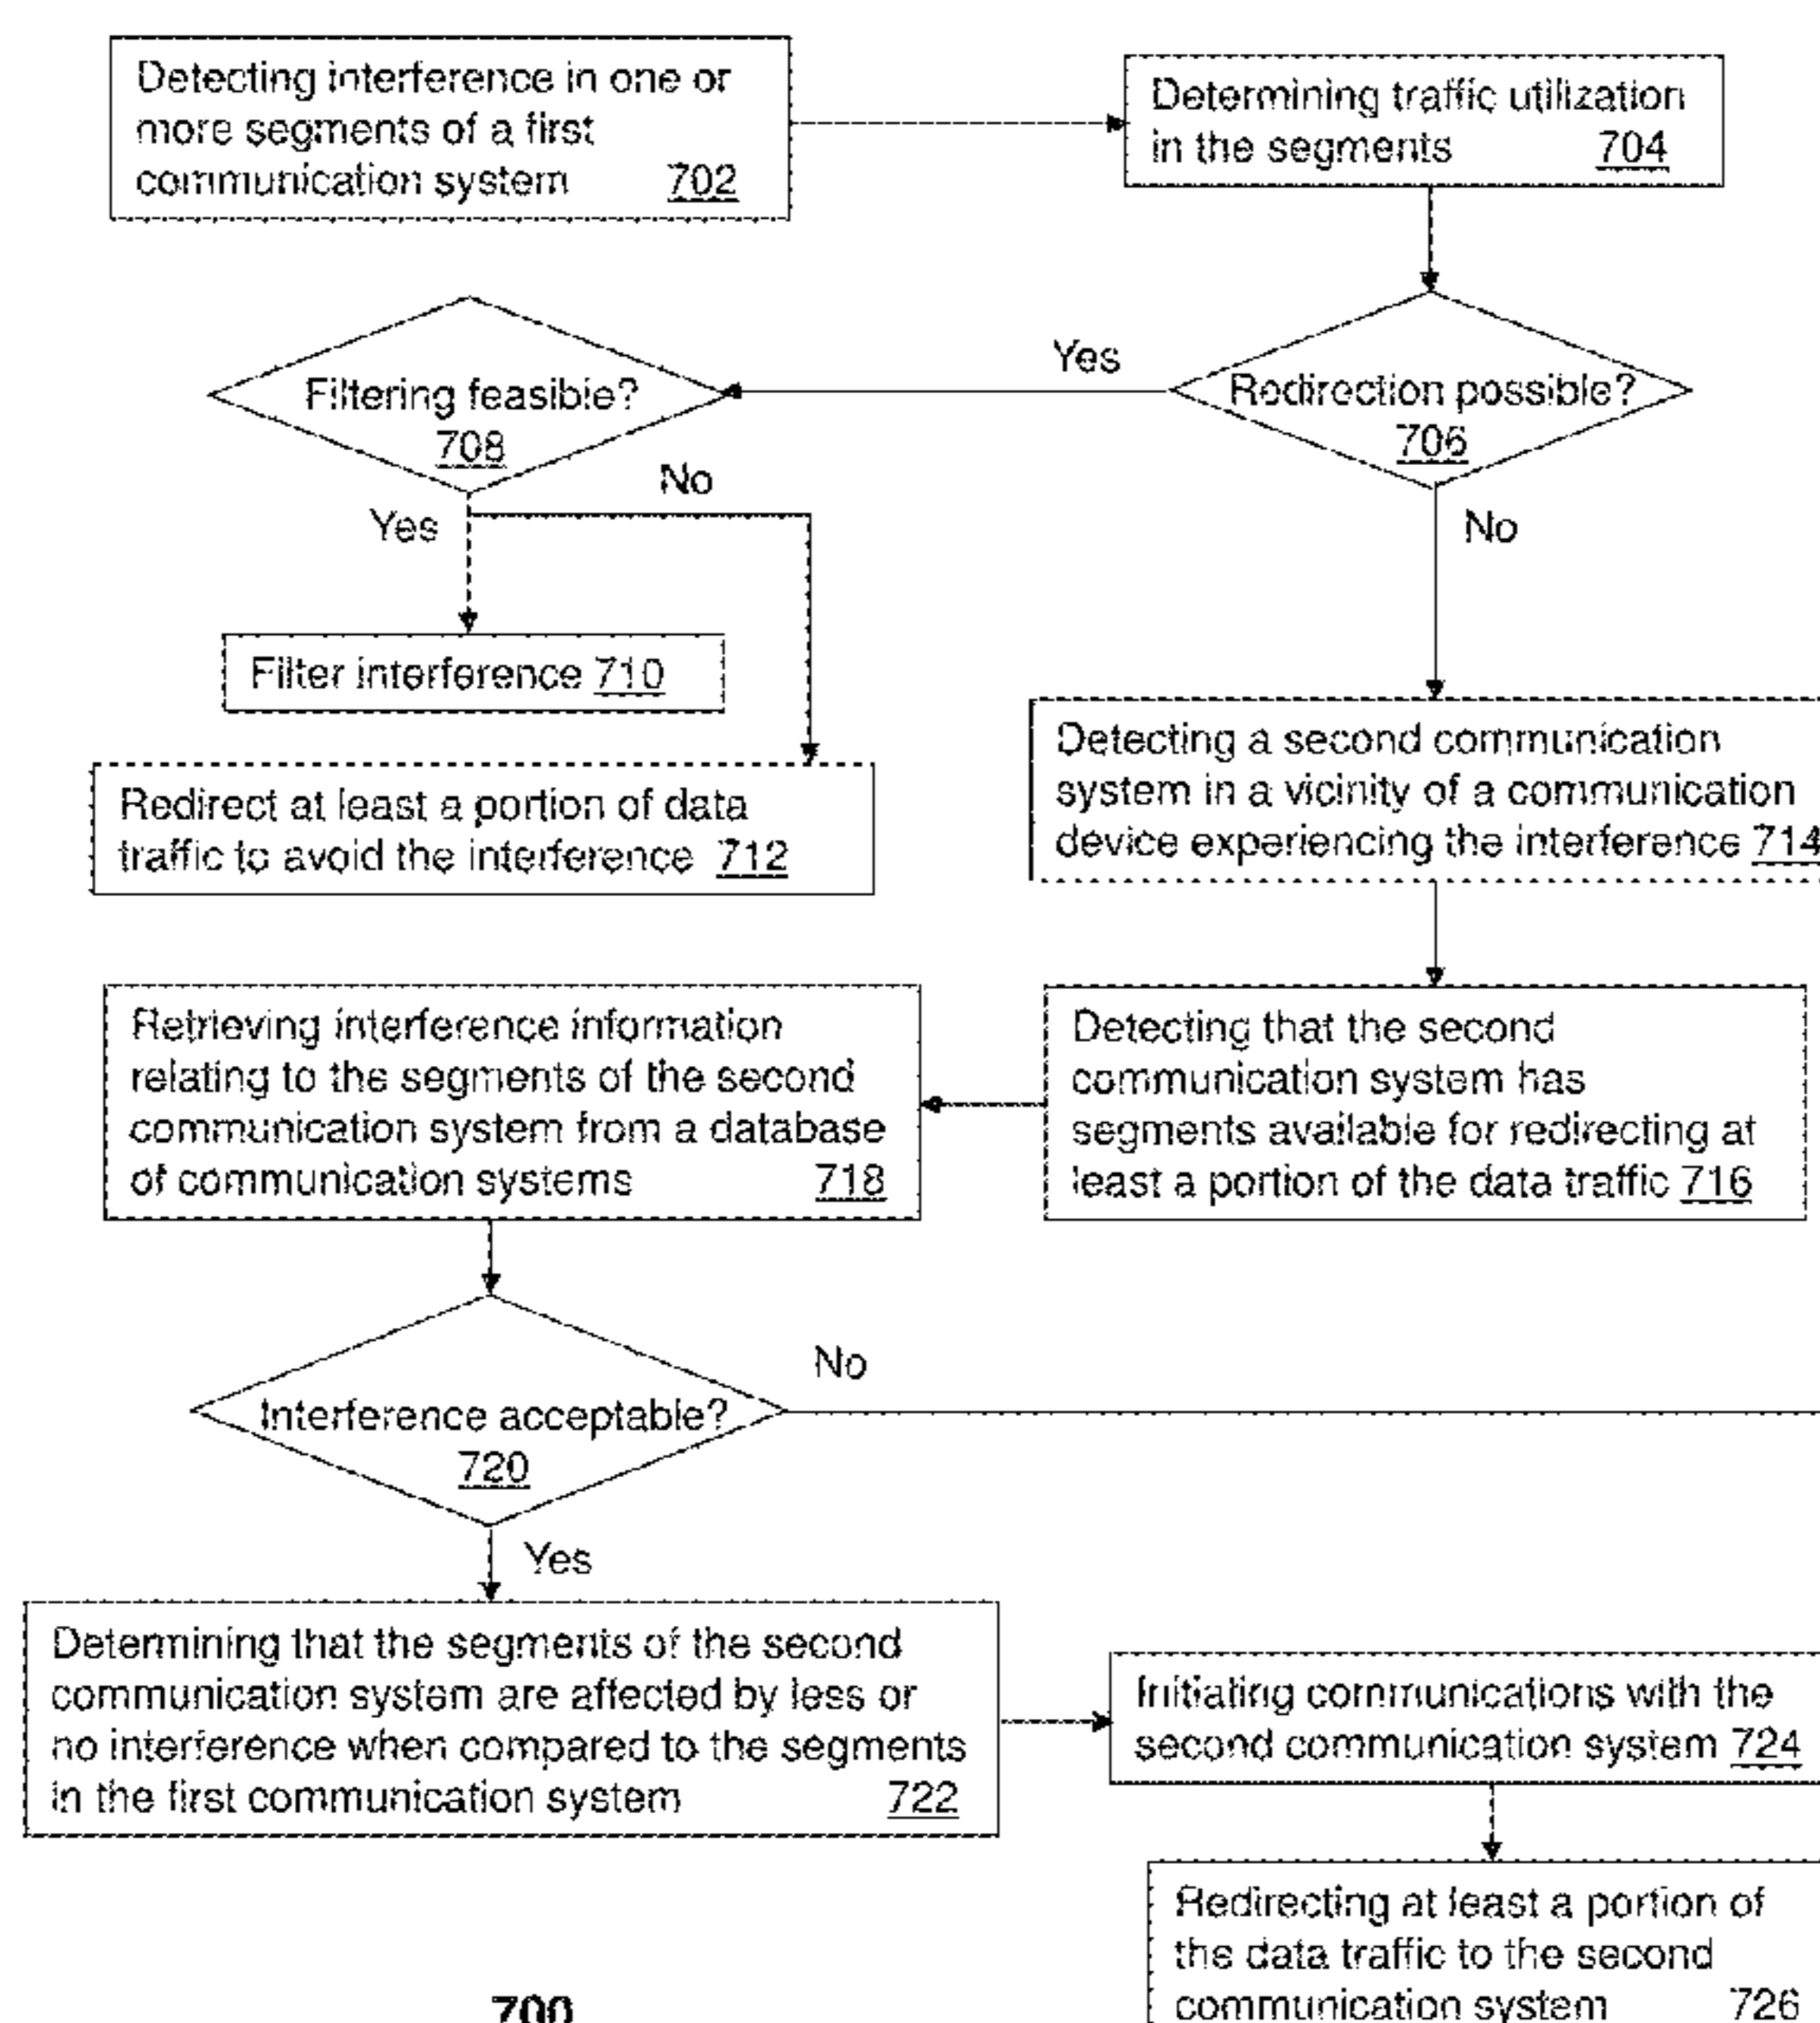 Detecting interference in one or
more segments of a first
communication system 702
Determining traffic utilization
in the segments 704
Redirection possible?
706
Yes
No
Filtering feasible?
708
Yes
No
Filter interference 710
Redirect at least a portion of data
traffic to avoid the interference 712
Detecting a second communication
system in a vicinity of a communication
device experiencing the interference 714
Detecting that the second
communication system has
segments available for redirecting at
least a portion of the data traffic 716
Retrieving interference information
relating to the segments of the second
communication system from a database
of communication systems 718
Interference acceptable?
720
No
Yes
Determining that the segments of the second
communication system are affected by less or
no interference when compared to the segments
in the first communication system 722
Initiating communications with the
second communication system 724
Redirecting at least a portion of
the data traffic to the second
communication system 726
700